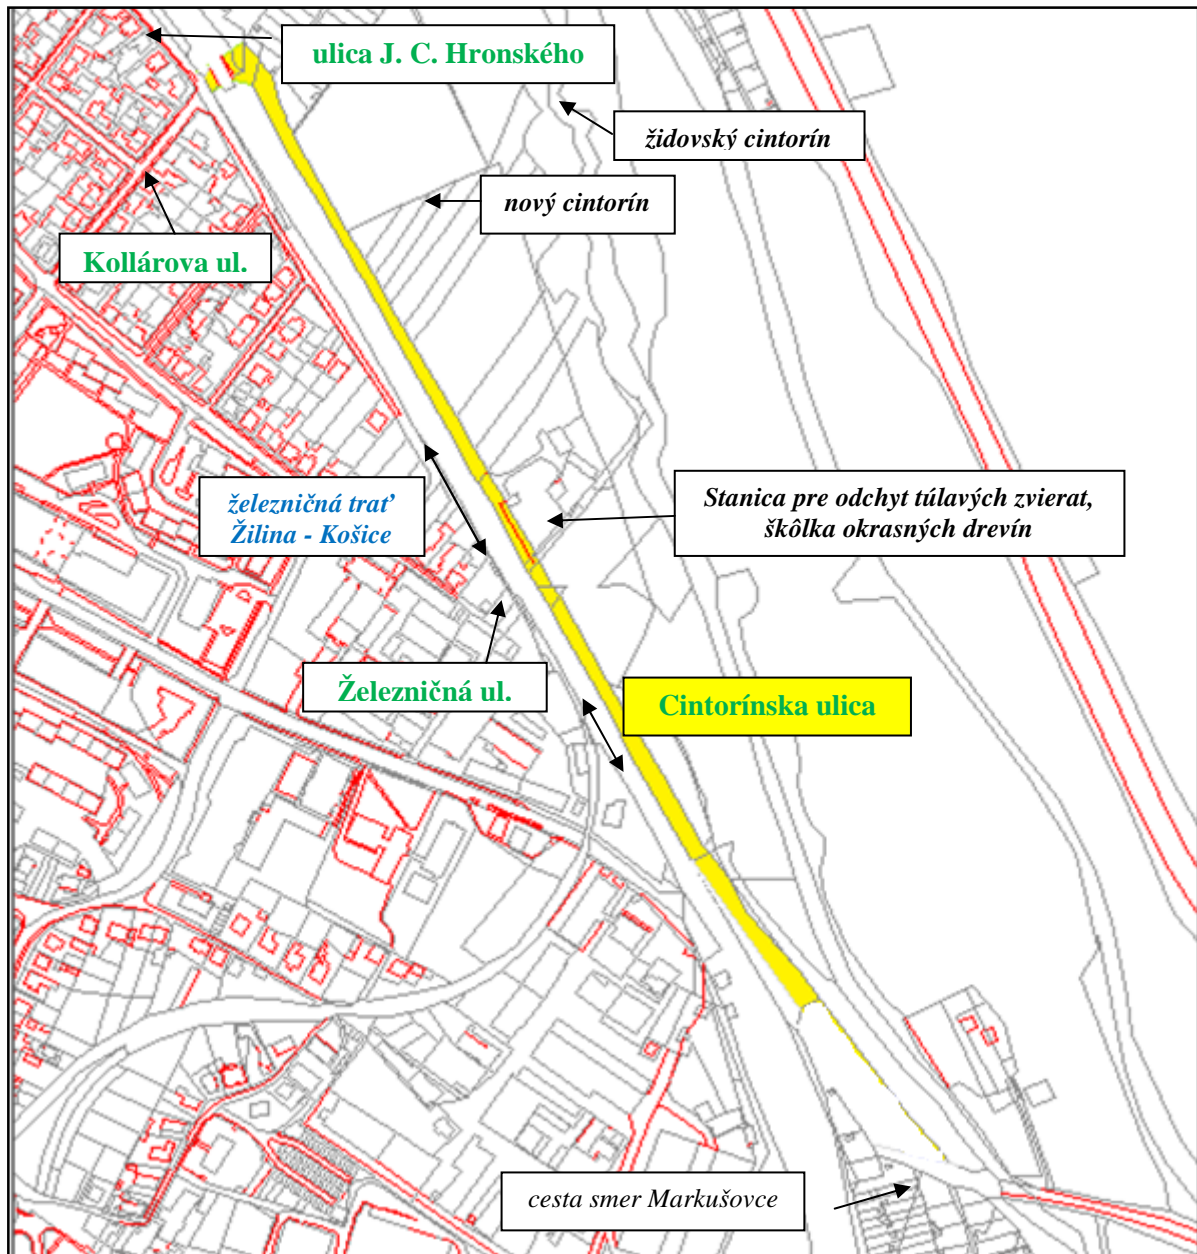 ulica J. C. Hronského
židovský cintorín
nový cintorín
Kollárova ul.
železničná trať
Žilina - Košice
Stanica pre odchyt túlavých zvierat,
škôlka okrasných drevín
Železničná ul.
Cintorínska ulica
cesta smer Markušovce